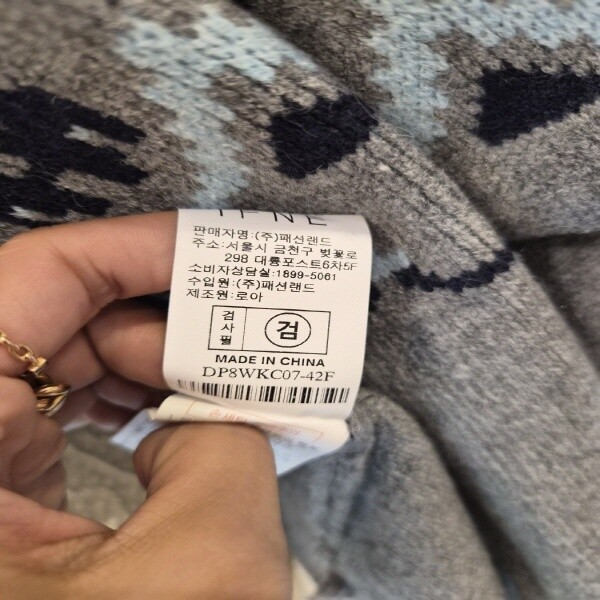 판매자명:(주)패션랜드
주소:서울시 금천구 벚꽃로
298 대륭포스트6차5F
소비자상담실:1899-5061
수입원:(주)패션랜드
제조원:로아
검사필 검
MADE IN CHINA
DP8WKC07-42F